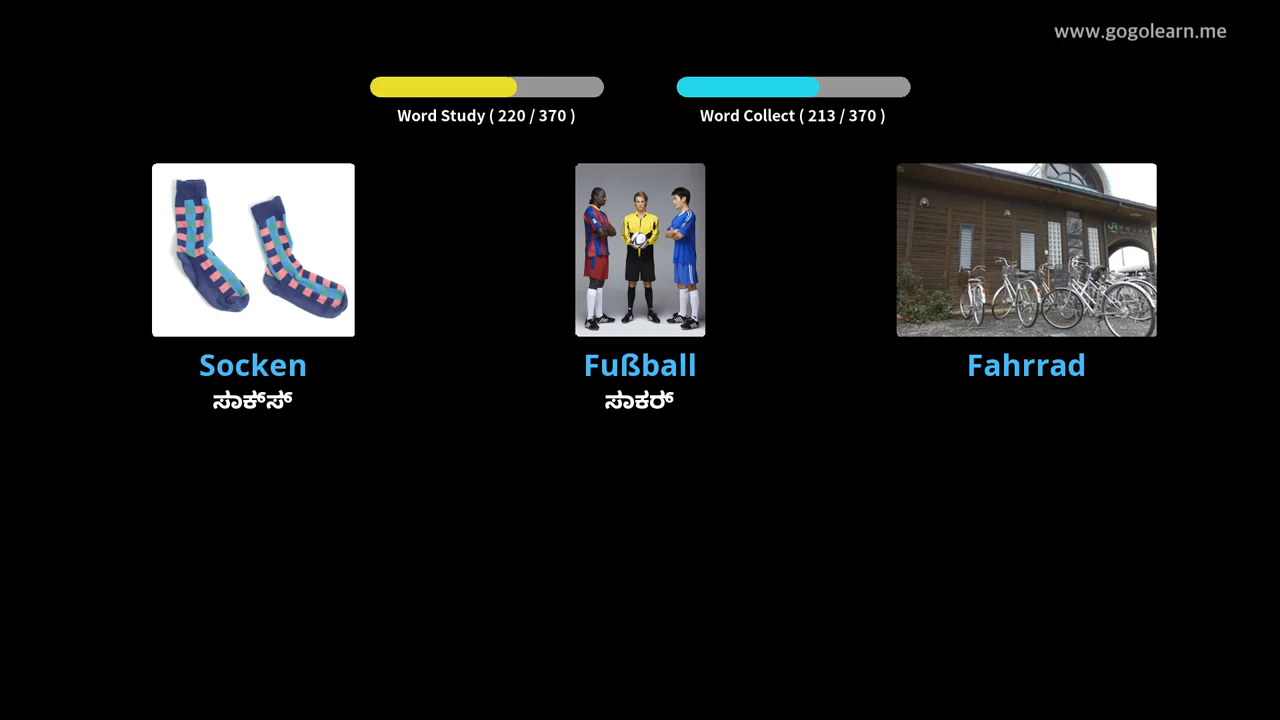 www.gogolearn.me
Word Study ( 220 / 370 )
Word Collect ( 213 / 370 )
Socken
ಸಾಕ್ಸ್
Fußball
ಸಾಕರ್
Fahrrad